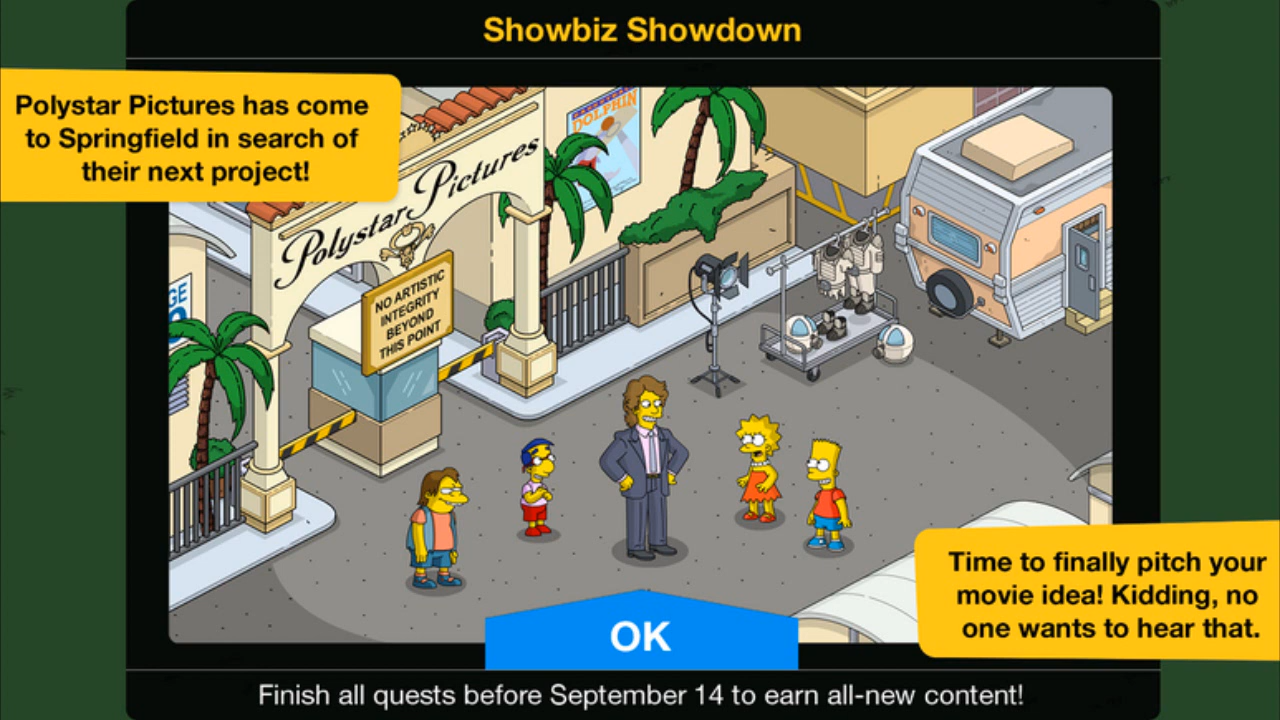 Showbiz Showdown
Polystar Pictures has come
to Springfield in search of
their next project!
DOLPHIN
Polystar Pictures
NO ARTISTIC
INTEGRITY
BEYOND
THIS POINT
GE
Time to finally pitch your
movie idea! Kidding, no
one wants to hear that.
OK
Finish all quests before September 14 to earn all-new content!